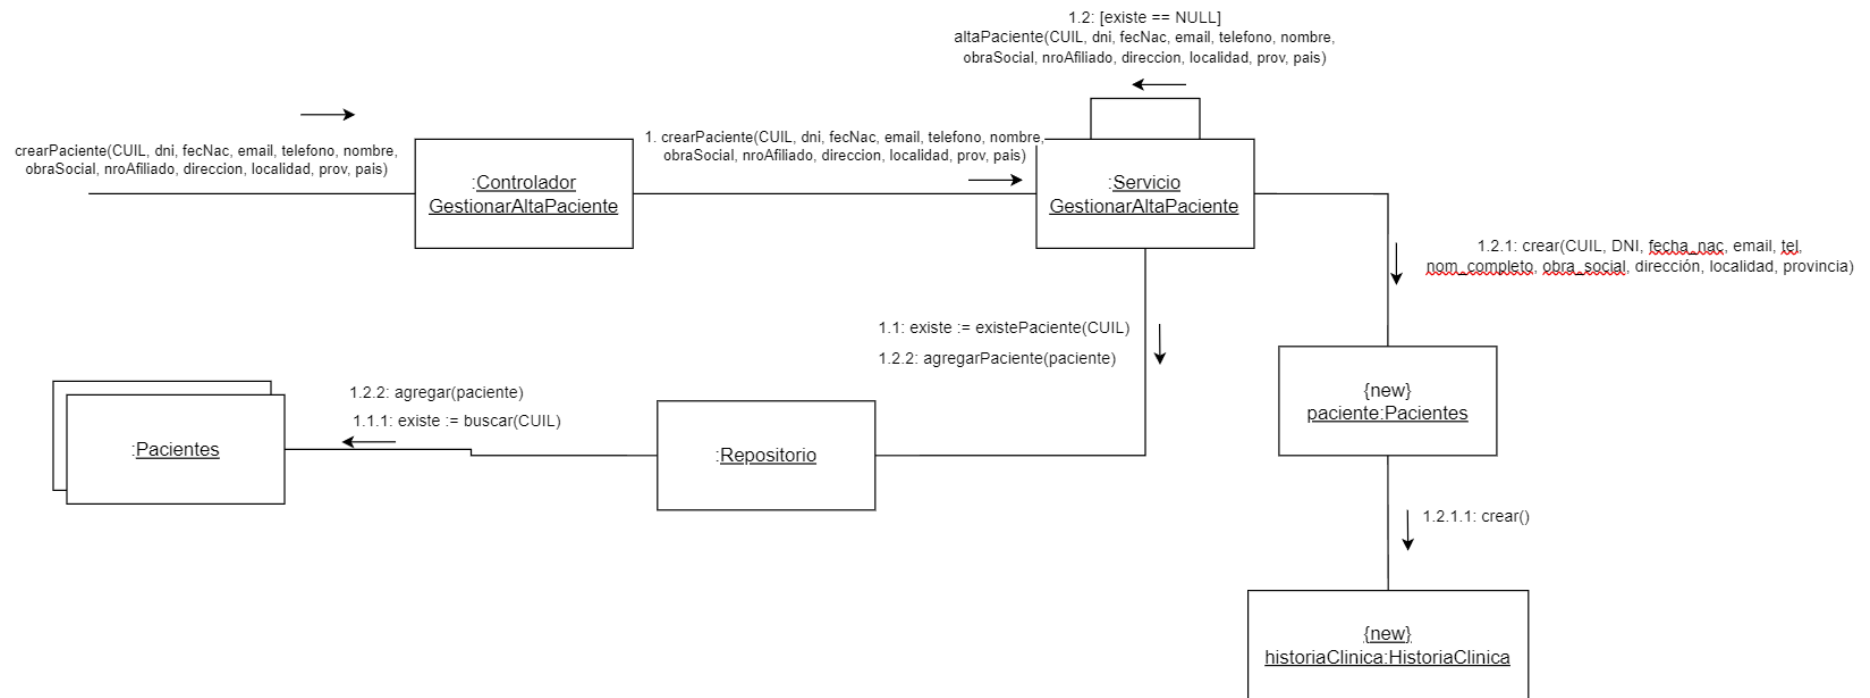 1.2: [existe == NULL]
altaPaciente(CUIL, dni, fecNac, email, telefono, nombre,
obraSocial, nroAfiliado, direccion, localidad, prov, pais)
crearPaciente(CUIL, dni, fecNac, email, telefono, nombre,
obraSocial, nroAfiliado, direccion, localidad, prov, pais)
:Controlador
GestionarAltaPaciente
1. crearPaciente(CUIL, dni, fecNac, email, telefono, nombre,
obraSocial, nroAfiliado, direccion, localidad, prov, pais)
:Servicio
GestionarAltaPaciente
1.2.1: crear(CUIL, DNI, fecha_nac, email, tel,
nom_completo, obra_social, dirección, localidad, provincia)
1.1: existe := existePaciente(CUIL)
1.2.2: agregarPaciente(paciente)
1.2.2: agregar(paciente)
1.1.1: existe := buscar(CUIL)
:Pacientes
:Repositorio
{new}
paciente:Pacientes
1.2.1.1: crear()
{new}
historiaClinica:HistoriaClinica